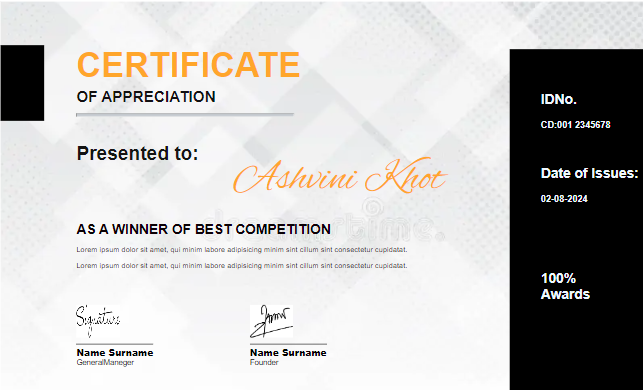 CERTIFICATE
OF APPRECIATION
Presented to:
Ashvini Khot
AS A WINNER OF BEST COMPETITION
Lorem ipsum dolor sit amet, qui minim labore adipisicing minim sint cillum sint consectetur cupidatat.
Lorem ipsum dolor sit amet, qui minim labore adipisicing minim sint cillum sint consectetur cupidatat.
Signature
Name Surname
GeneralManeger
Name Surname
Founder
IDNo.
CD:001 2345678
Date of Issues:
02-08-2024
100%
Awards